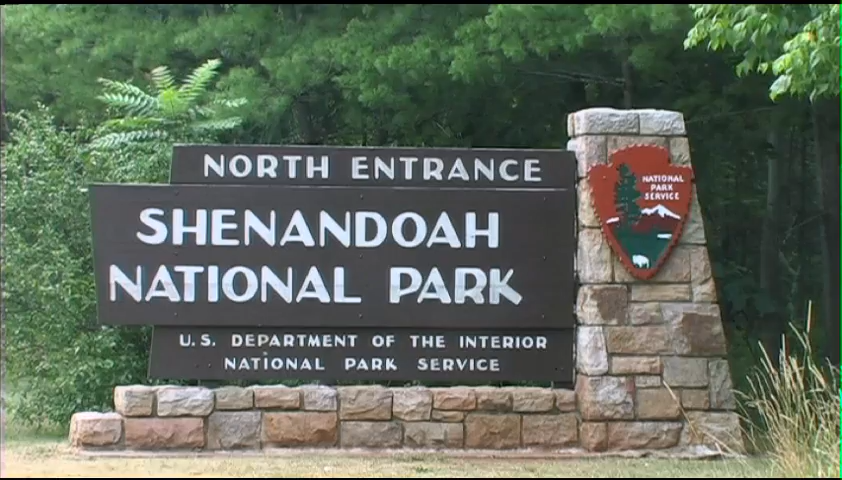 NORTH ENTRANCE
SHENANDOAH
NATIONAL PARK
U.S. DEPARTMENT OF THE INTERIOR
NATIONAL PARK SERVICE
NATIONAL
PARK
SERVICE